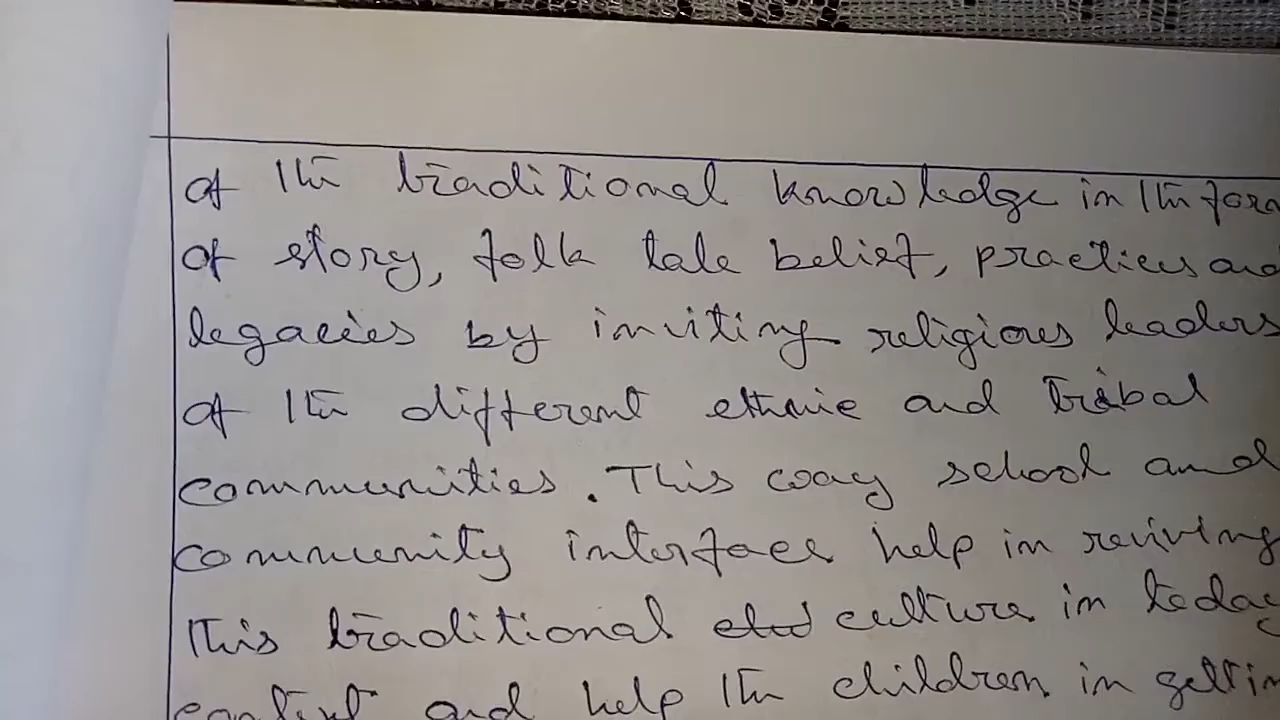 of the traditional knowledge in the form
of story, folk tale belief, practices and
legacies by inviting religious leaders
of the different ethnic and tribal
communities. This way school and
community interface help in reviving
this traditional culture in today
context and help the children in